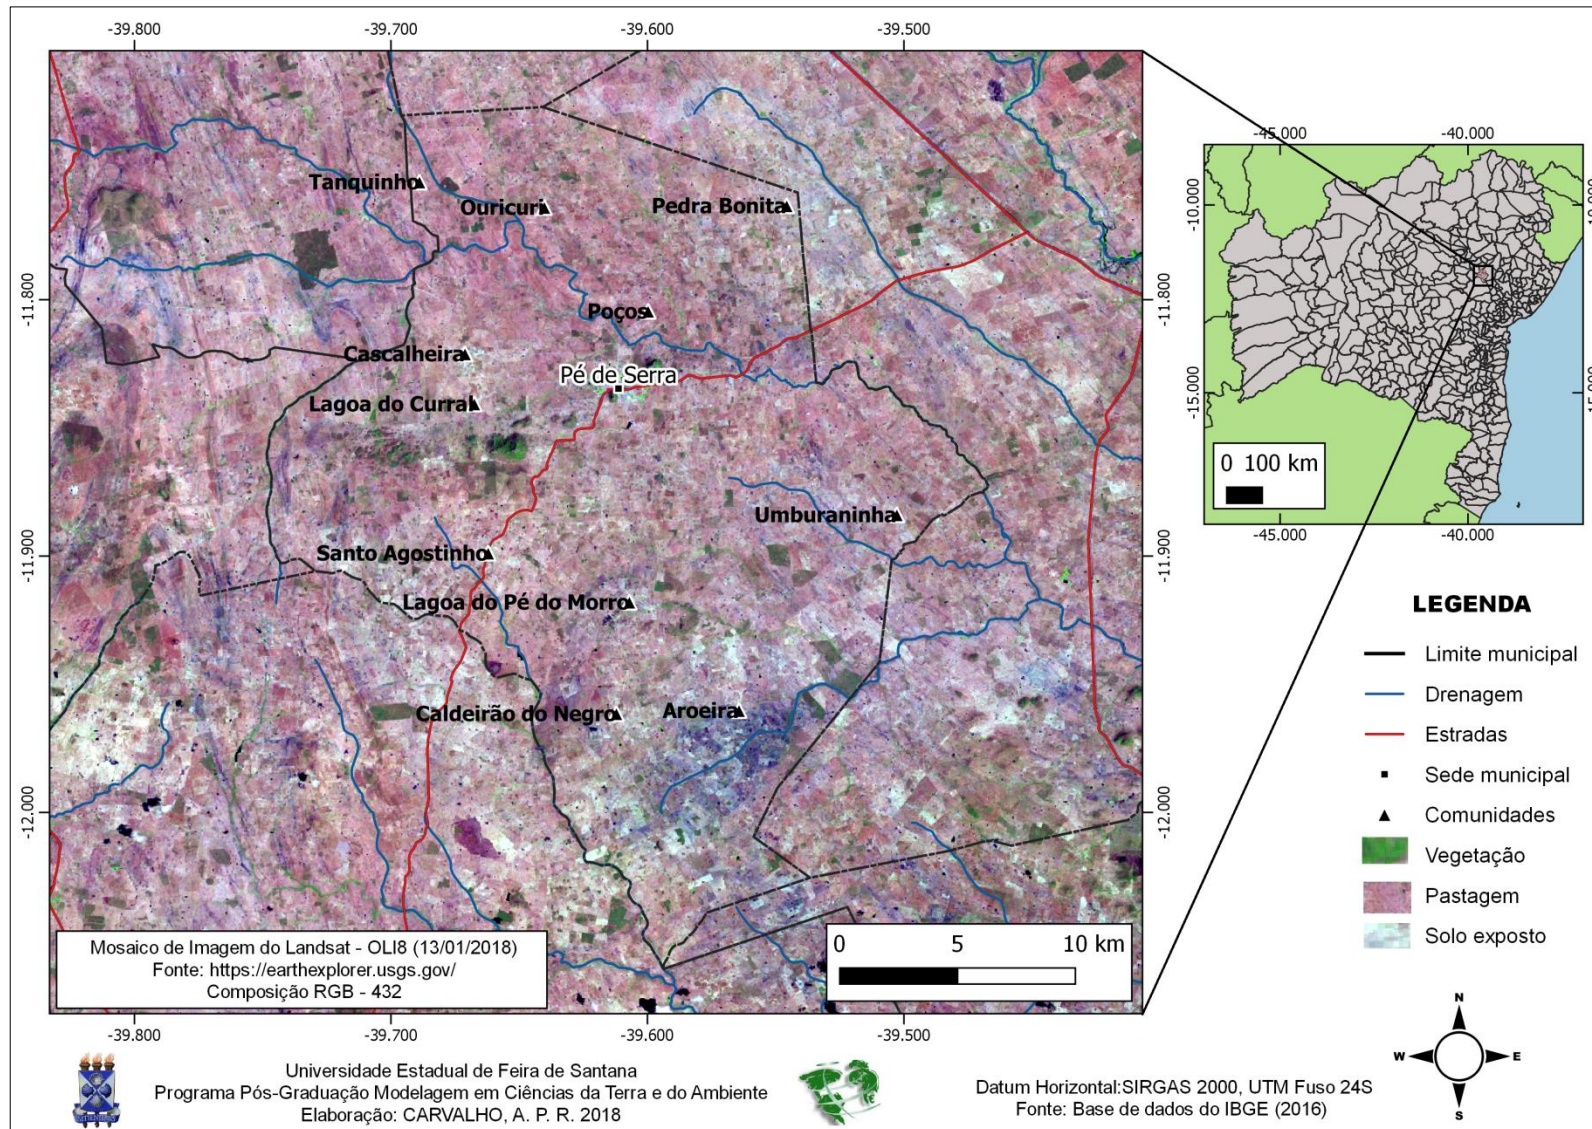 -39.800
-39.700
-39.600
-39.500
-11.800
-11.900
-12.000
Tanquinho
Ouricuri
Pedra Bonita
Poços
Cascalheira
Pé de Serra
Lagoa do Curral
Umburaninha
Santo Agostinho
Lagoa do Pé do Morro
Caldeirão do Negro
Aroeira
-11.800
-11.900
-12.000
Mosaico de Imagem do Landsat - OLI8 (13/01/2018)
Fonte: https://earthexplorer.usgs.gov/
Composição RGB - 432
0 5 10 km
-39.800
-39.700
-39.600
-39.500
-45.000
-40.000
-10.000
-15.000
0 100 km
-45.000
-40.000
LEGENDA
Limite municipal
Drenagem
Estradas
Sede municipal
Comunidades
Vegetação
Pastagem
Solo exposto
N
W
E
S
Universidade Estadual de Feira de Santana
Programa Pós-Graduação Modelagem em Ciências da Terra e do Ambiente
Elaboração: CARVALHO, A. P. R. 2018
Datum Horizontal:SIRGAS 2000, UTM Fuso 24S
Fonte: Base de dados do IBGE (2016)